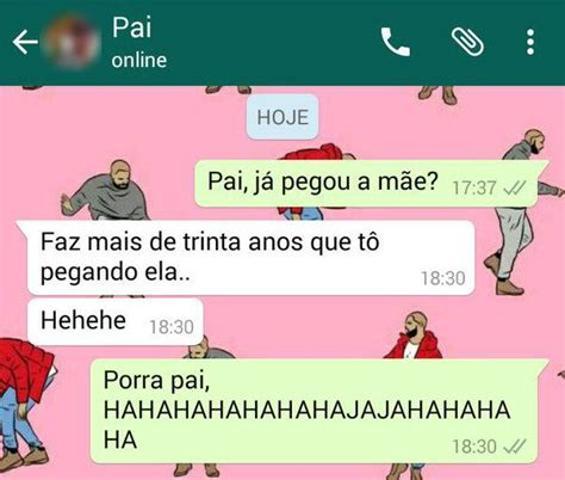 Pai
online
HOJE
Pai, já pegou a mãe? 17:37
Faz mais de trinta anos que tô
pegando ela..
18:30
Hehehe 18:30
Porra pai,
HAHAHAHAHAHAHAJAJAHAHAHA
HA
18:30